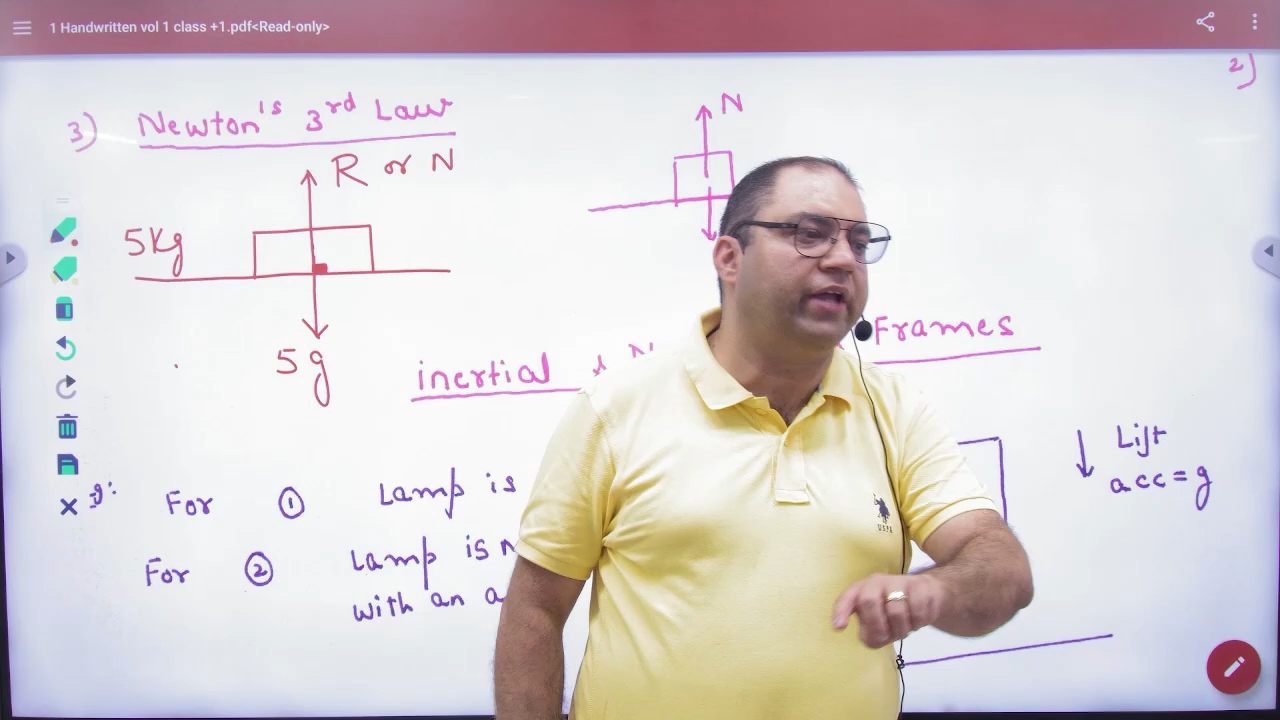 1 Handwritten vol 1 class +1.pdf<Read-only>
2)
3) Newton's 3rd Law
N
R or N
5Kg
5g
inertial & N Frames
Lift
acc = g
For ① Lamp is
For ② Lamp is N
with an a
USPA